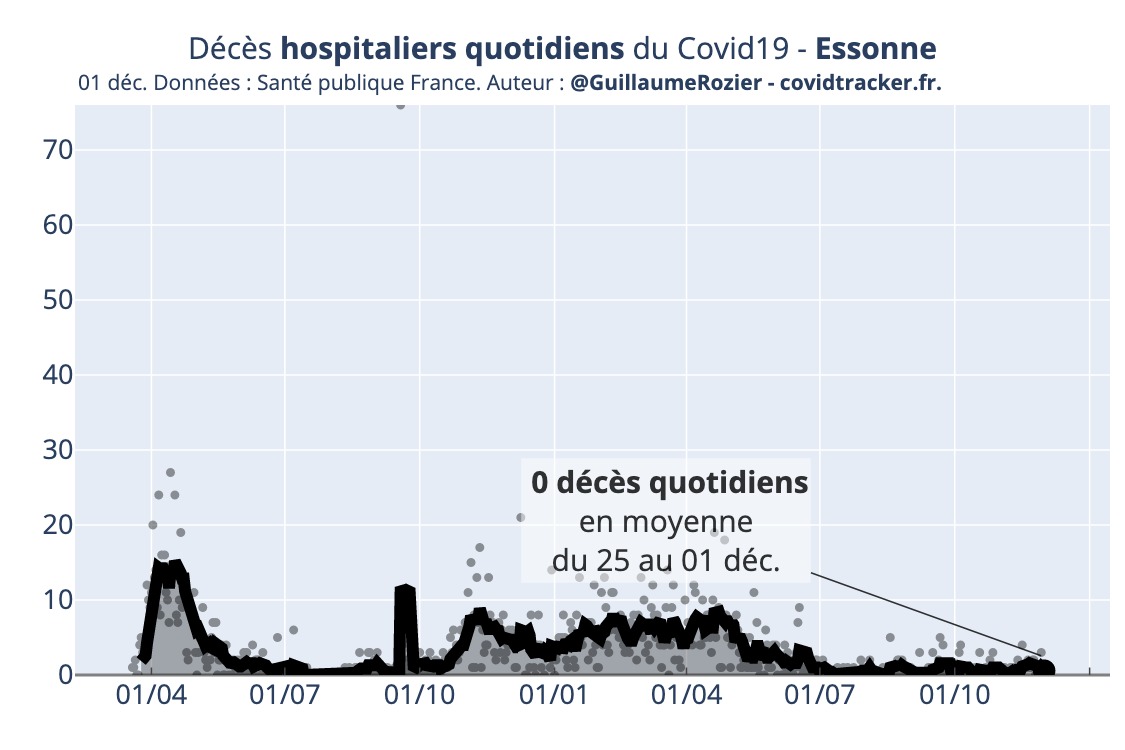 Décès hospitaliers quotidiens du Covid19 - Essonne
01 déc. Données : Santé publique France. Auteur : @GuillaumeRozier - covidtracker.fr.
70
60
50
40
30
20
10
0
0 décès quotidiens
en moyenne
du 25 au 01 déc.
01/04 01/07 01/10 01/01 01/04 01/07 01/10